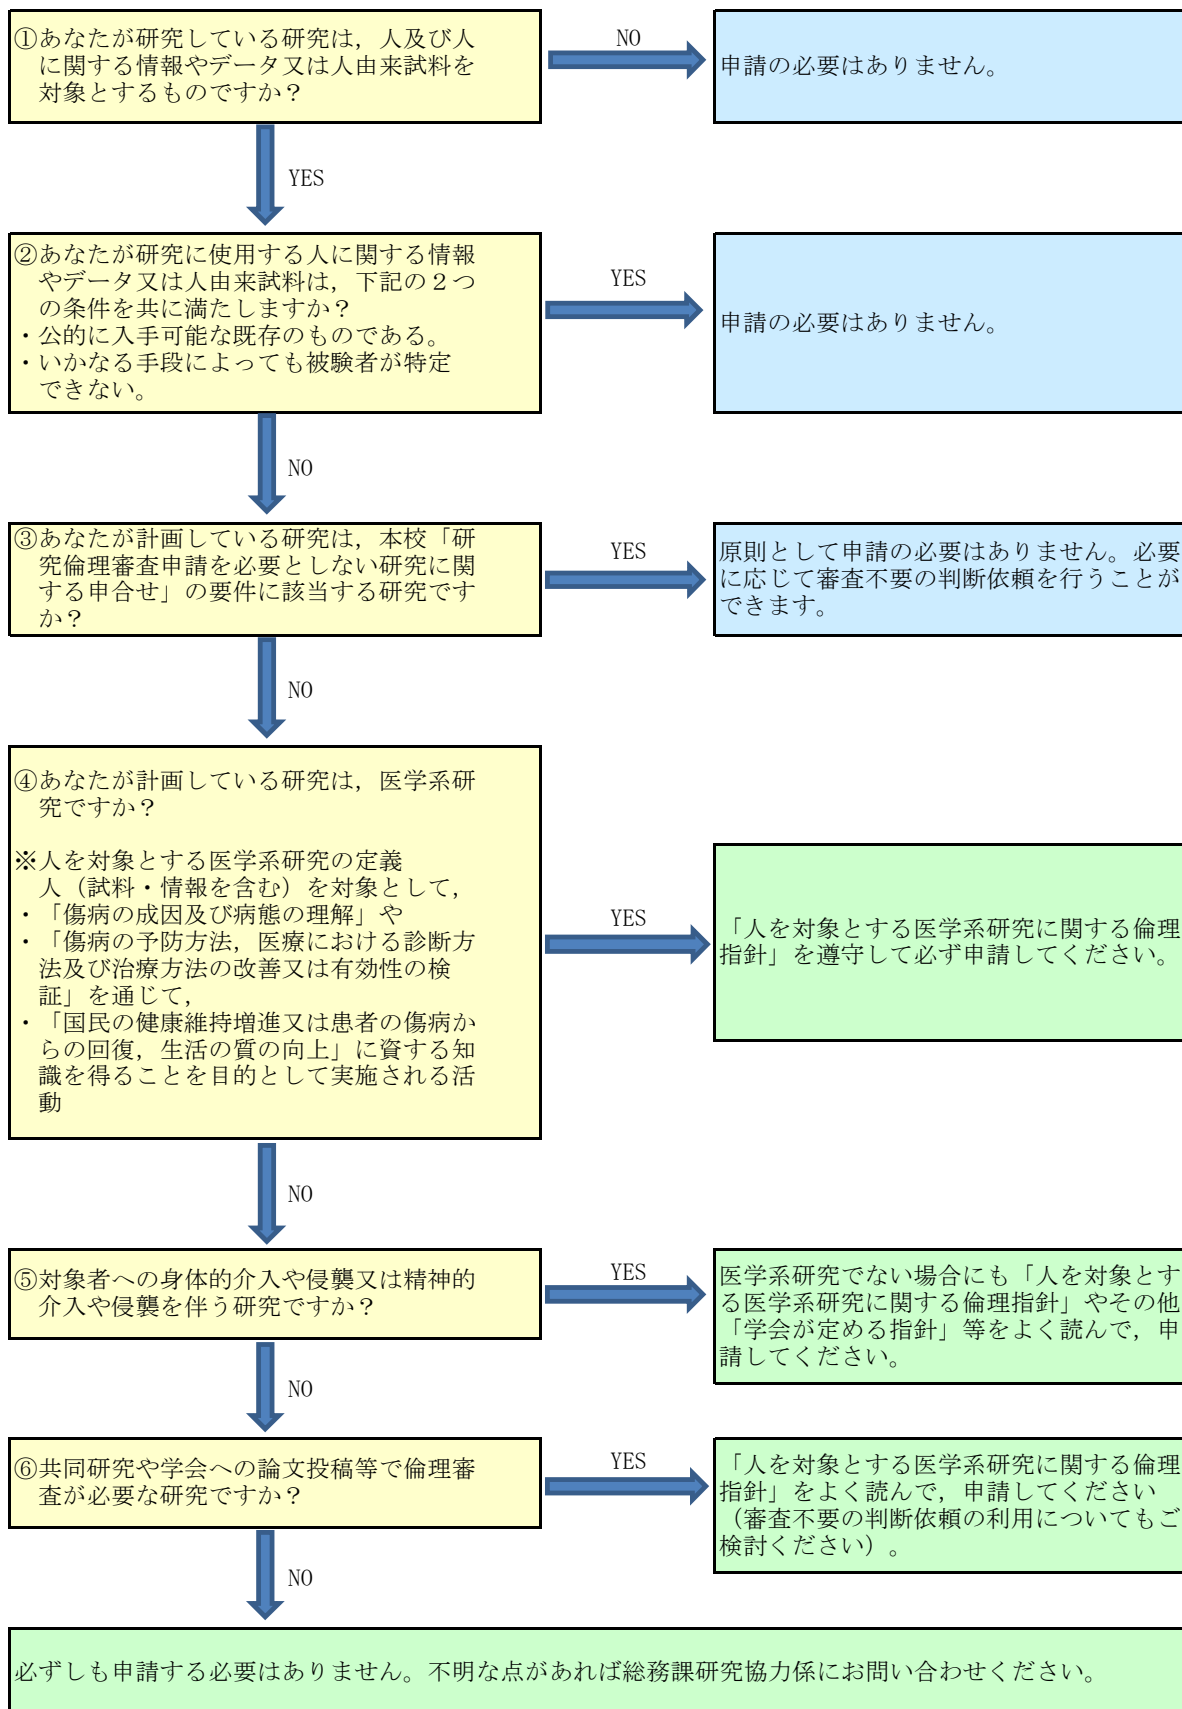 ①あなたが研究している研究は，人及び人
に関する情報やデータ又は人由来試料を
対象とするものですか？
NO
申請の必要はありません。
YES
②あなたが研究に使用する人に関する情報
やデータ又は人由来試料は，下記の２つ
の条件を共に満たしますか？
・公的に入手可能な既存のものである。
・いかなる手段によっても被験者が特定
できない。
YES
申請の必要はありません。
NO
③あなたが計画している研究は，本校「研
究倫理審査申請を必要としない研究に関
する申合せ」の要件に該当する研究です
か？
YES
原則として申請の必要はありません。必要
に応じて審査不要の判断依頼を行うことが
できます。
NO
④あなたが計画している研究は，医学系研
究ですか？
※人を対象とする医学系研究の定義
人（試料・情報を含む）を対象として，
・「傷病の成因及び病態の理解」や
・「傷病の予防方法，医療における診断方
法及び治療方法の改善又は有効性の検
証」を通じて，
・「国民の健康維持増進又は患者の傷病か
らの回復，生活の質の向上」に資する知
識を得ることを目的として実施される活
動
YES
「人を対象とする医学系研究に関する倫理
指針」を遵守して必ず申請してください。
NO
⑤対象者への身体的介入や侵襲又は精神的
介入や侵襲を伴う研究ですか？
YES
医学系研究でない場合にも「人を対象とす
る医学系研究に関する倫理指針」やその他
「学会が定める指針」等をよく読んで，申
請してください。
NO
⑥共同研究や学会への論文投稿等で倫理審
査が必要な研究ですか？
YES
「人を対象とする医学系研究に関する倫理
指針」をよく読んで，申請してください
（審査不要の判断依頼の利用についてもご
検討ください）。
NO
必ずしも申請する必要はありません。不明な点があれば総務課研究協力係にお問い合わせください。